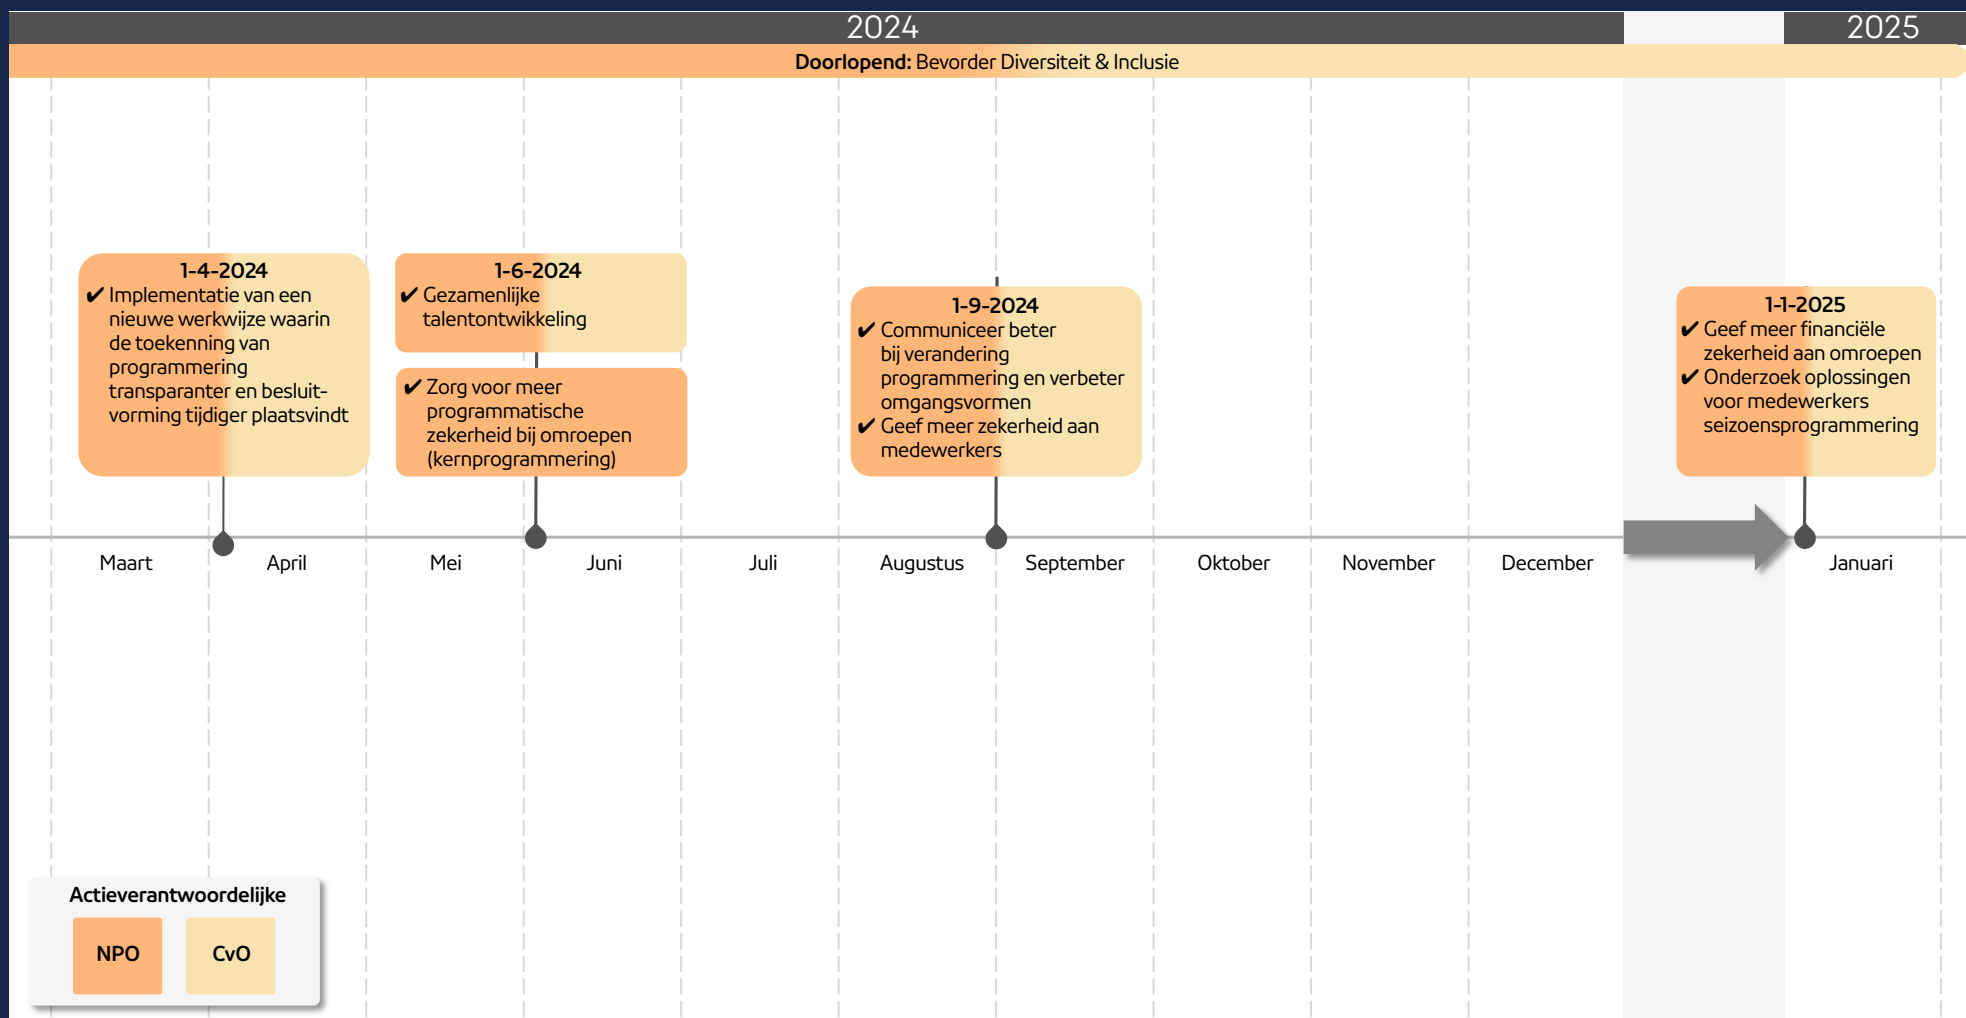 2024
2025
Doorlopend: Bevorder Diversiteit & Inclusie
1-4-2024
✔ Implementatie van een
nieuwe werkwijze waarin
de toekenning van
programmering
transparanter en besluit-
vorming tijdiger plaatsvindt
1-6-2024
✔ Gezamenlijke
talentontwikkeling
✔ Zorg voor meer
programmatische
zekerheid bij omroepen
(kernprogrammering)
1-9-2024
✔ Communiceer beter
bij verandering
programmering en verbeter
omgangsvormen
✔ Geef meer zekerheid aan
medewerkers
1-1-2025
✔ Geef meer financiële
zekerheid aan omroepen
✔ Onderzoek oplossingen
voor medewerkers
seizoensprogrammering
Maart
April
Mei
Juni
Juli
Augustus
September
Oktober
November
December
Januari
Actieverantwoordelijke
NPO
CvO